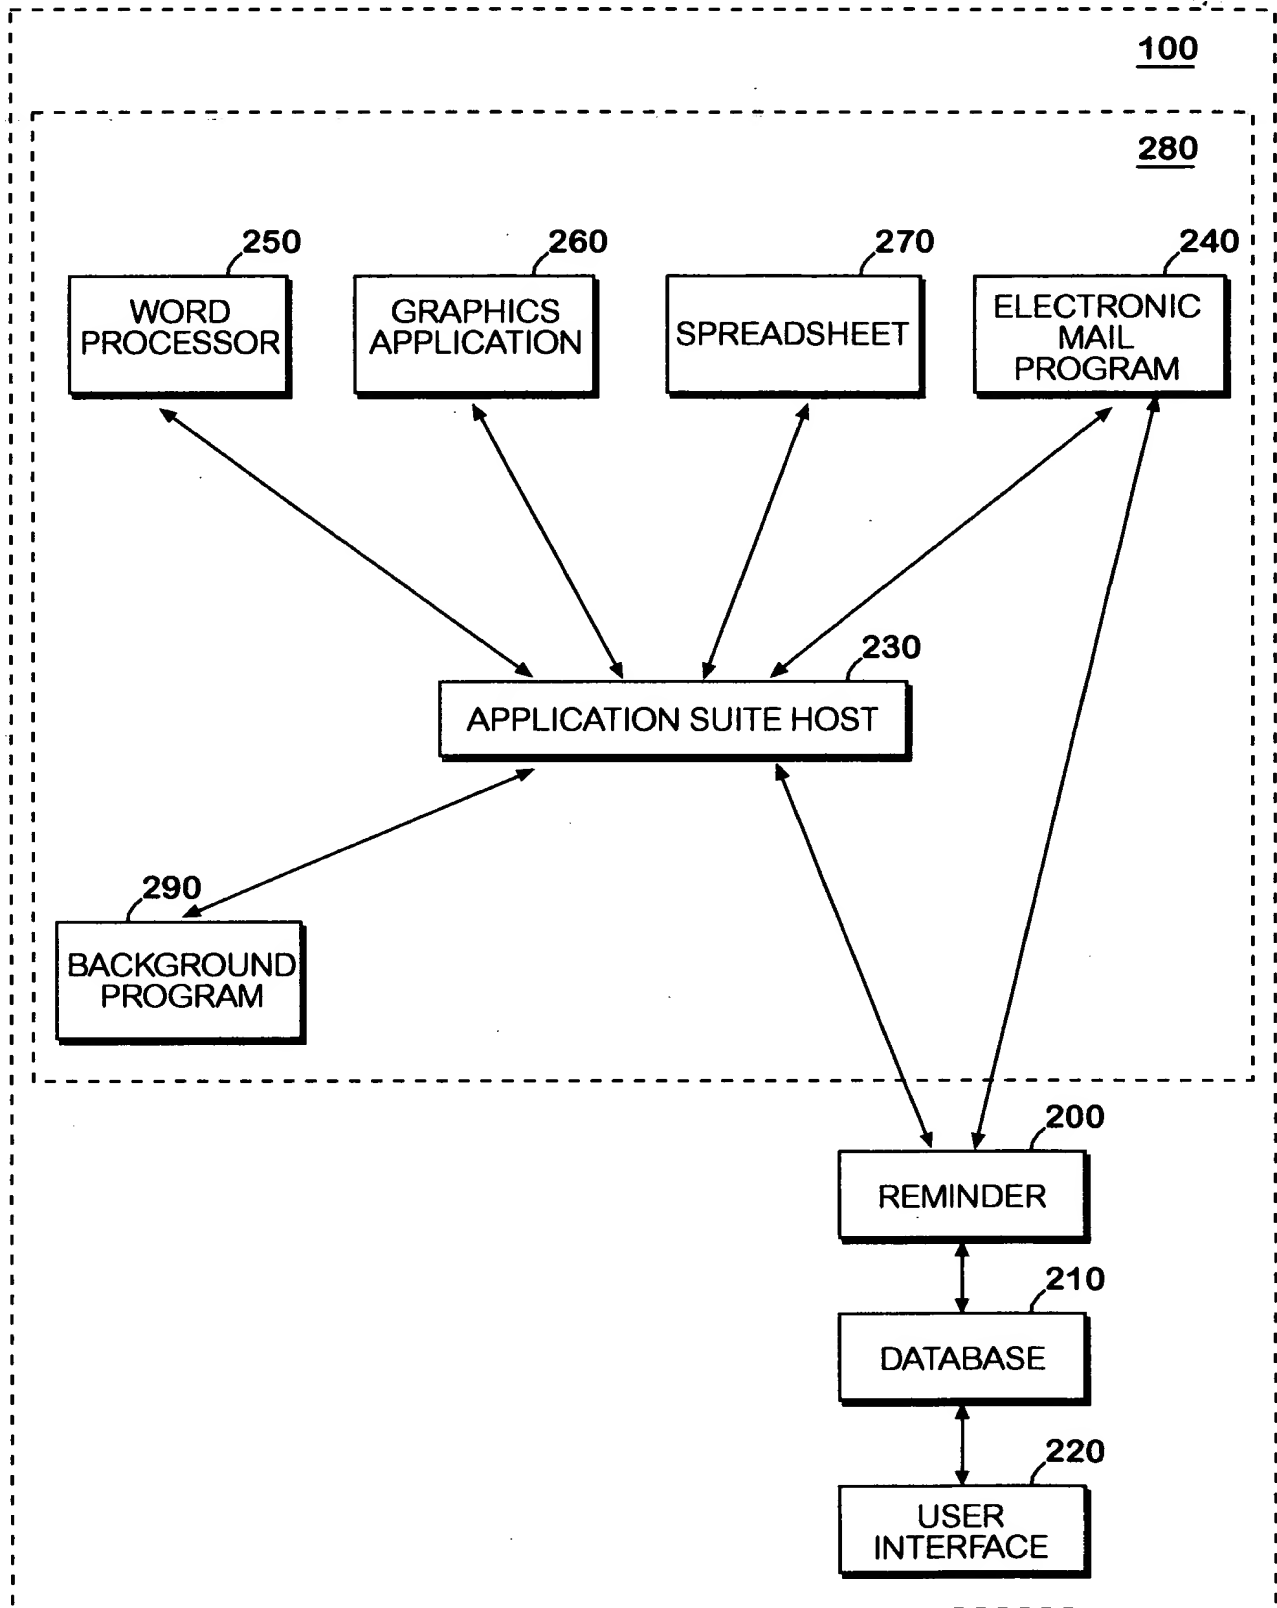 100
280
250
260
270
240
WORD
PROCESSOR
GRAPHICS
APPLICATION
SPREADSHEET
ELECTRONIC
MAIL
PROGRAM
230
APPLICATION SUITE HOST
290
BACKGROUND
PROGRAM
200
REMINDER
210
DATABASE
220
USER
INTERFACE